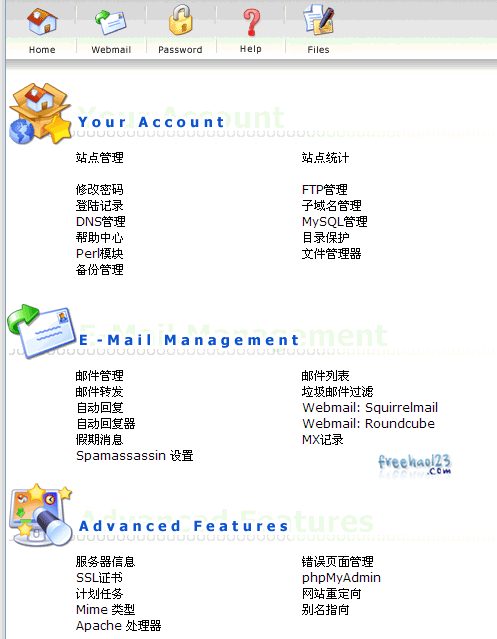 Home Webmail Password Help Files
Your Account
站点管理 站点统计
修改密码 FTP管理
登陆记录 子域名管理
DNS管理 MySQL管理
帮助中心 目录保护
Perl模块 文件管理器
备份管理
E-Mail Management
邮件管理 邮件列表
邮件转发 垃圾邮件过滤
自动回复 Webmail: Squirrelmail
自动回复器 Webmail: Roundcube
假期消息 MX记录
Spamassassin 设置
freehao123
.com
Advanced Features
服务器信息 错误页面管理
SSL证书 phpMyAdmin
计划任务 网站重定向
Mime 类型 别名指向
Apache 处理器